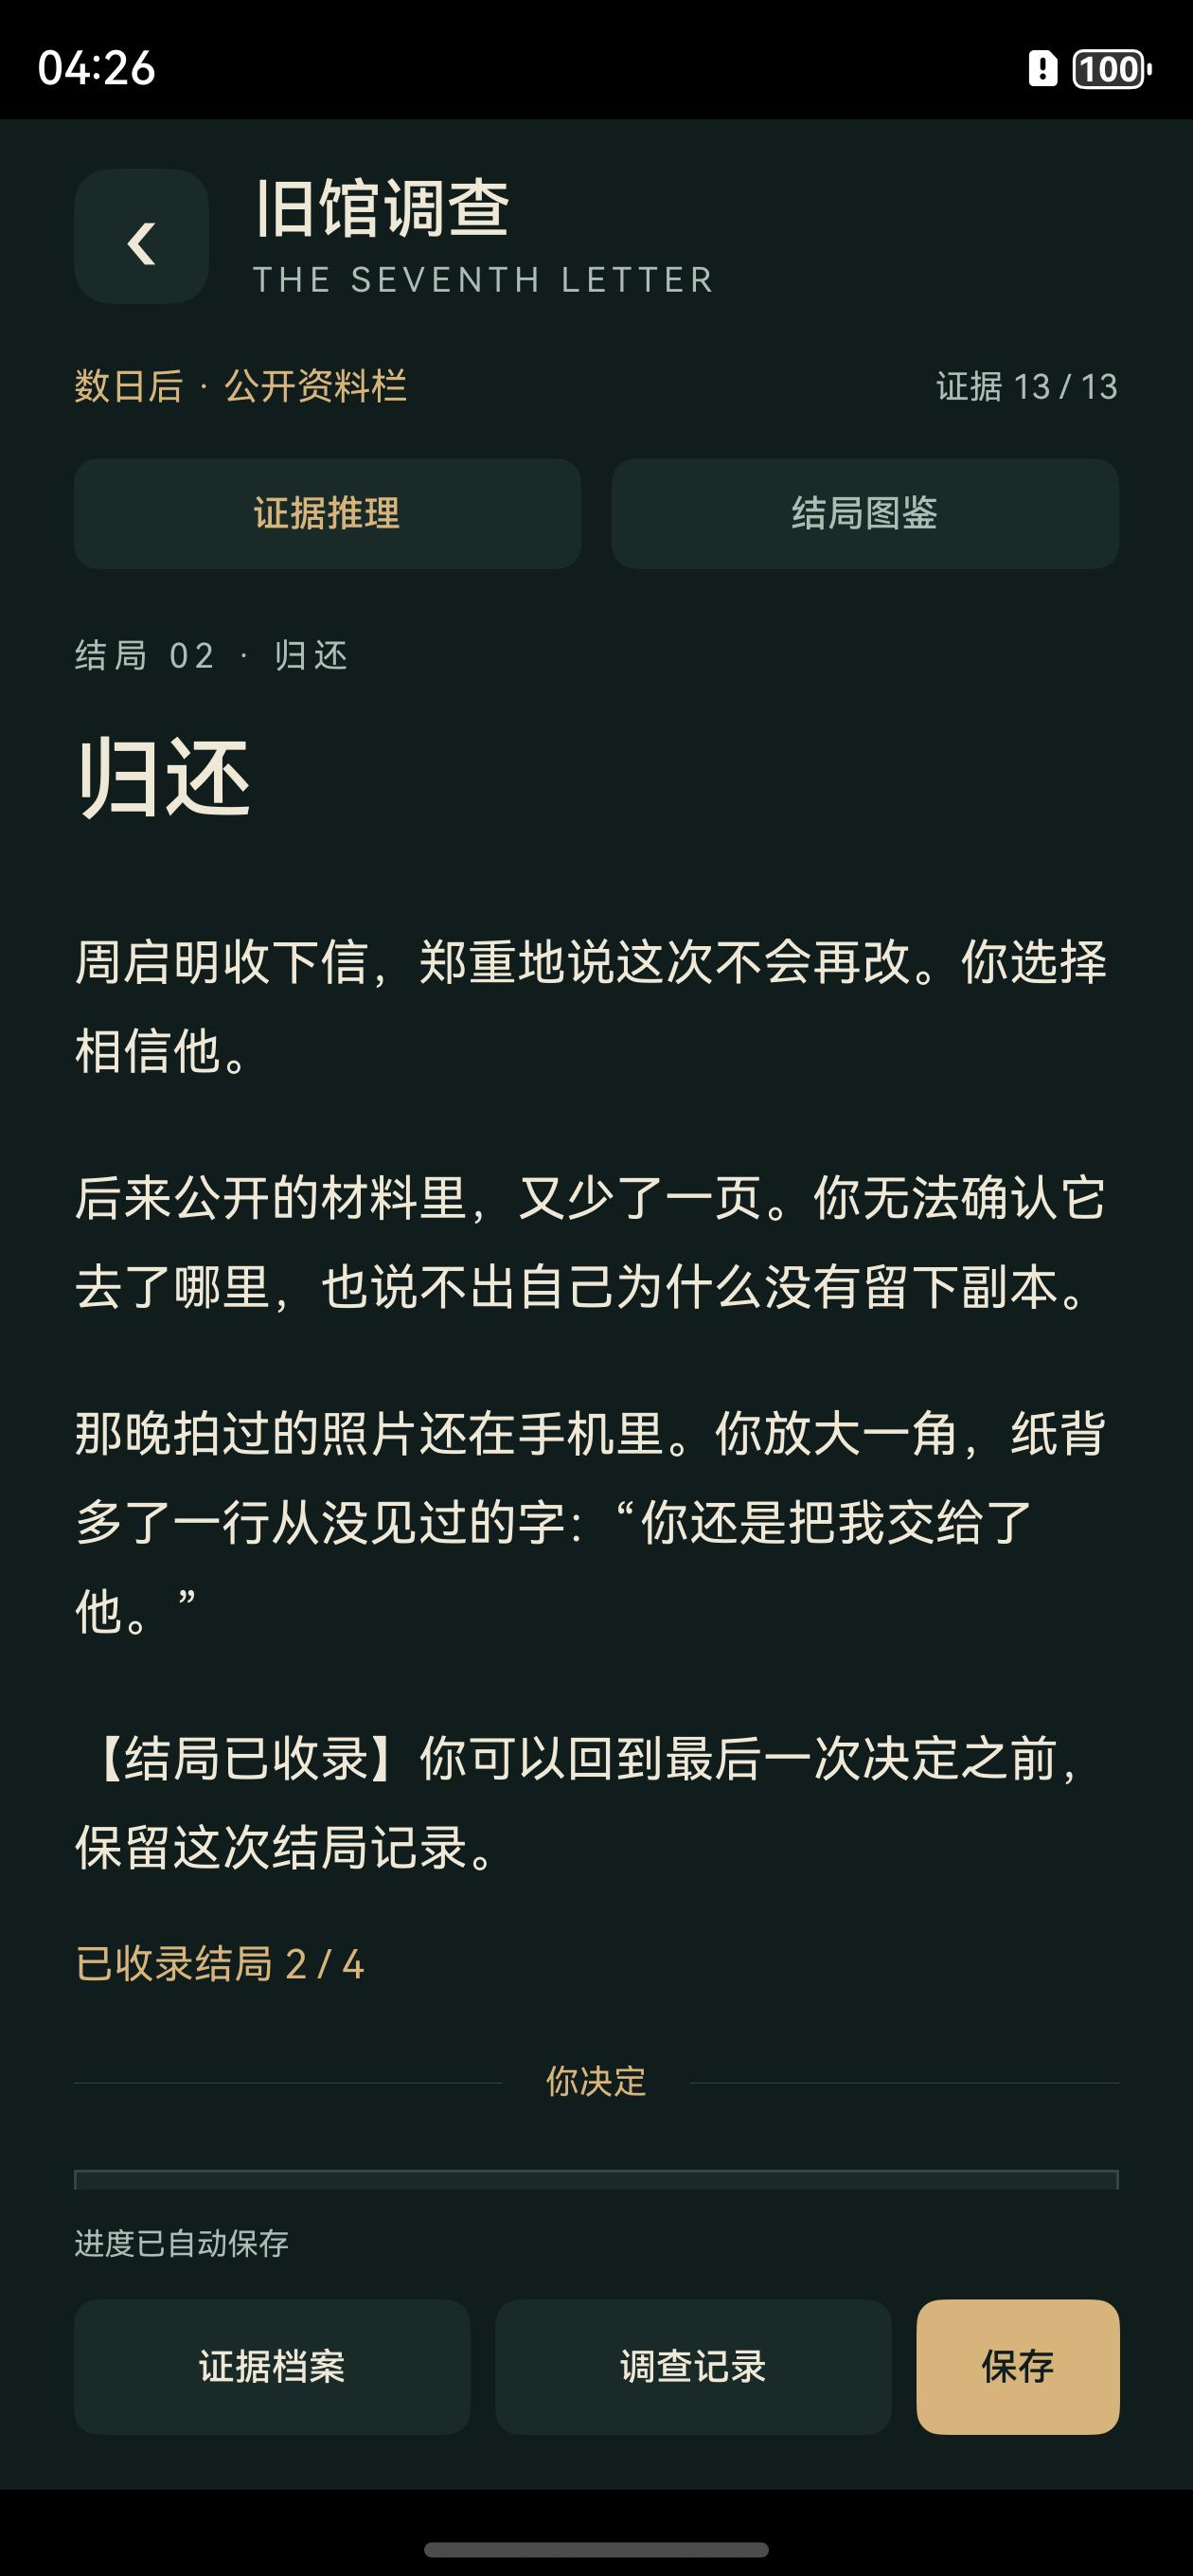 04:26
100
旧馆调查
THE SEVENTH LETTER
数日后 · 公开资料栏
证据 13 / 13
证据推理
结局图鉴
结局 02 · 归还
归还
周启明收下信，郑重地说这次不会再改。你选择
相信他。
后来公开的材料里，又少了一页。你无法确认它
去了哪里，也说不出自己为什么没有留下副本。
那晚拍过的照片还在手机里。你放大一角，纸背
多了一行从没见过的字：“你还是把我交给了
他。”
【结局已收录】你可以回到最后一次决定之前，
保留这次结局记录。
已收录结局 2 / 4
你决定
进度已自动保存
证据档案
调查记录
保存